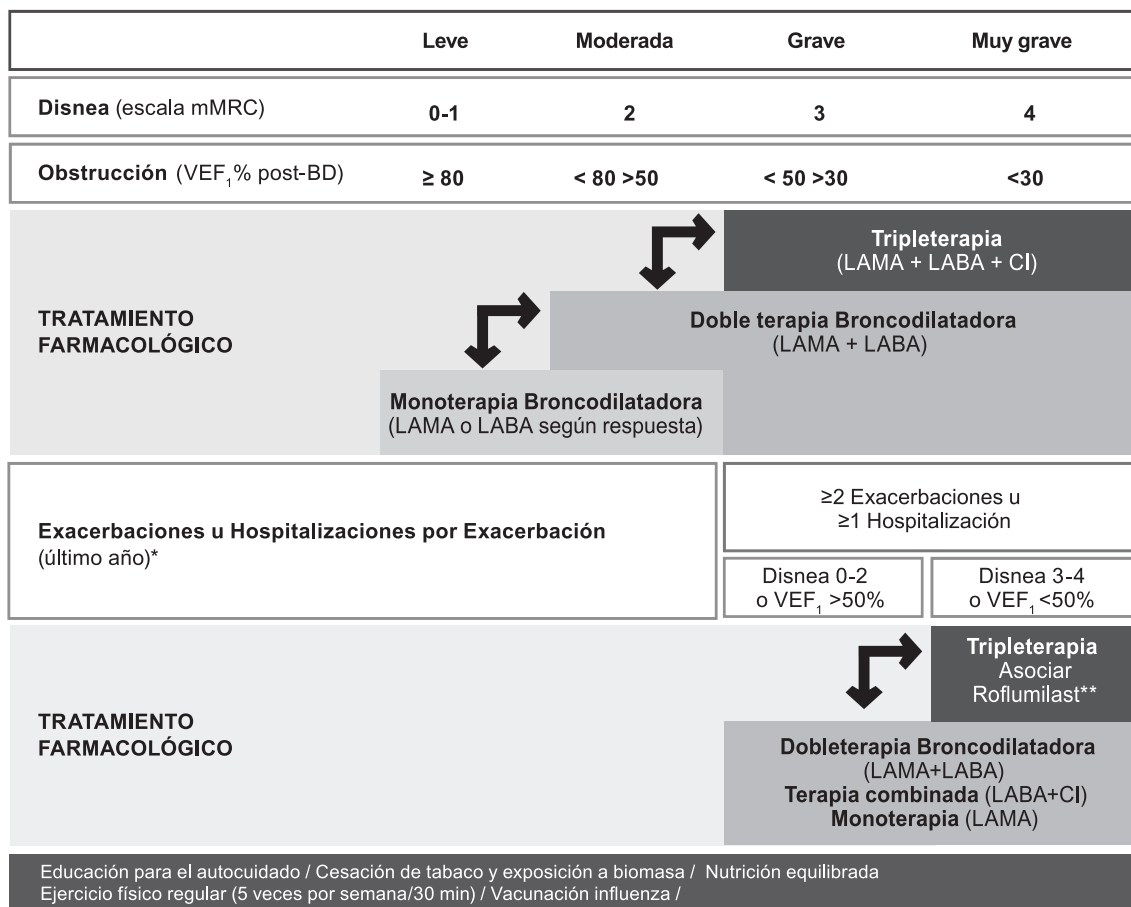 Leve Moderada Grave Muy grave
Disnea (escala mMRC) 0-1 2 3 4
Obstrucción (VEF₁% post-BD) ≥ 80 < 80 >50 < 50 >30 <30
Tripleterapia
(LAMA + LABA + CI)
TRATAMIENTO
FARMACOLÓGICO
Doble terapia Broncodilatadora
(LAMA + LABA)
Monoterapia Broncodilatadora
(LAMA o LABA según respuesta)
Exacerbaciones u Hospitalizaciones por Exacerbación
(último año)*
≥2 Exacerbaciones u
≥1 Hospitalización
Disnea 0-2
o VEF₁ >50%
Disnea 3-4
o VEF₁ <50%
Tripleterapia
Asociar
Roflumilast**
TRATAMIENTO
FARMACOLÓGICO
Dobleterapia Broncodilatadora
(LAMA+LABA)
Terapia combinada (LABA+CI)
Monoterapia (LAMA)
Educación para el autocuidado / Cesación de tabaco y exposición a biomasa / Nutrición equilibrada
Ejercicio físico regular (5 veces por semana/30 min) / Vacunación influenza /